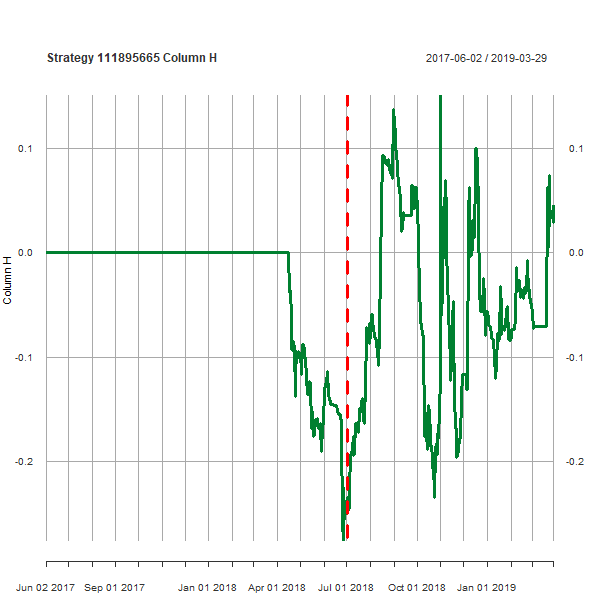 Strategy 111895665 Column H
2017-06-02 / 2019-03-29
0.1
0.1
0.0
0.0
-0.1
-0.1
-0.2
-0.2
Column H
Jun 02 2017
Sep 01 2017
Jan 01 2018
Apr 01 2018
Jul 01 2018
Oct 01 2018
Jan 01 2019